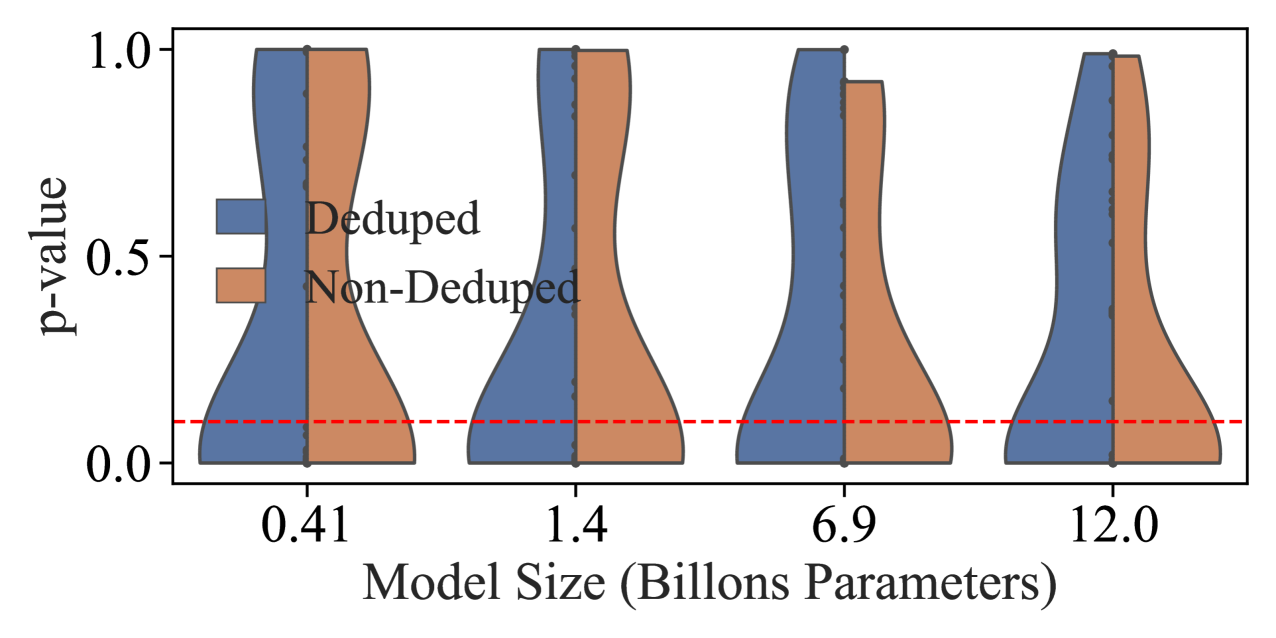 1.0
0.5
0.0
p-value
Deduped
Non-Deduped
0.41 1.4 6.9 12.0
Model Size (Billons Parameters)